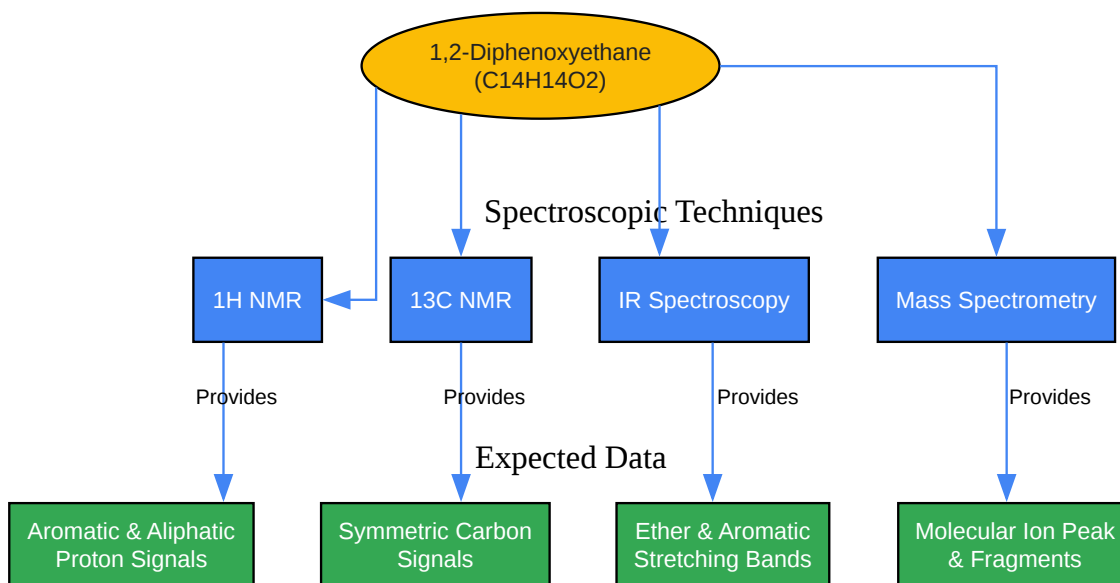 1,2-Diphenoxyethane
(C14H14O2)
Spectroscopic Techniques
1H NMR
13C NMR
IR Spectroscopy
Mass Spectrometry
Provides
Provides
Provides
Provides
Expected Data
Aromatic & Aliphatic
Proton Signals
Symmetric Carbon
Signals
Ether & Aromatic
Stretching Bands
Molecular Ion Peak
& Fragments